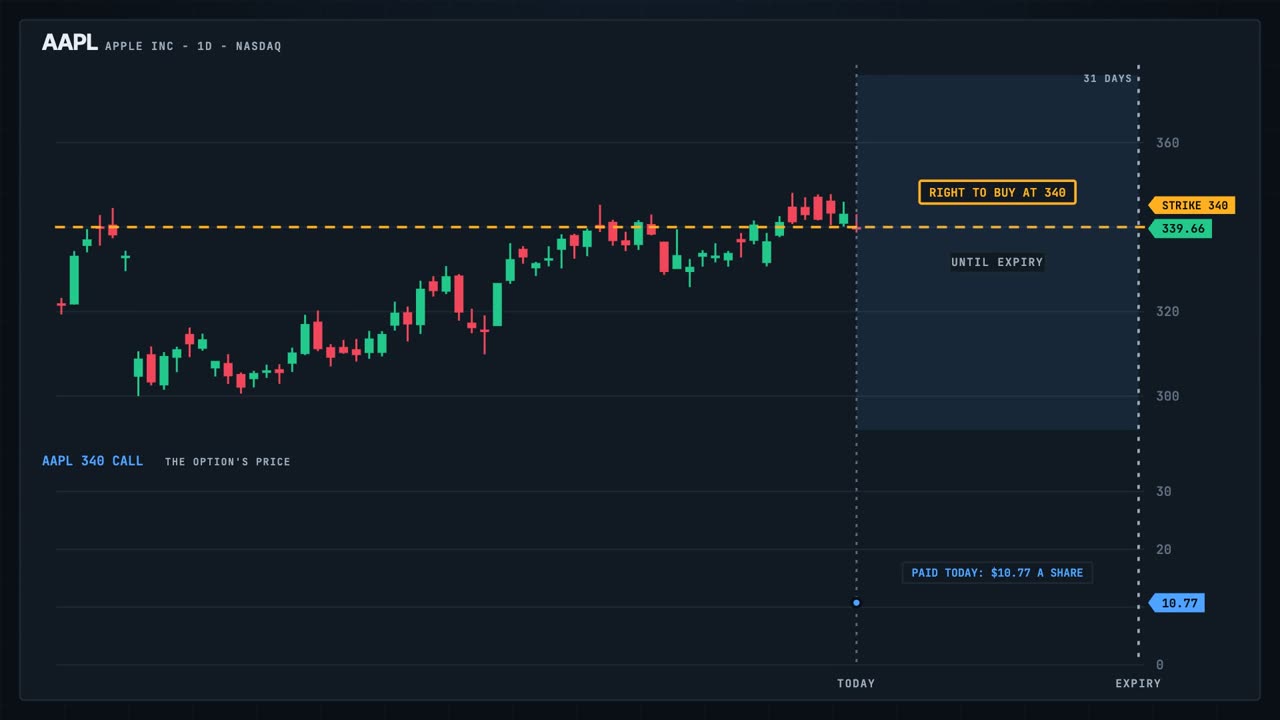 AAPL APPLE INC - 1D - NASDAQ
31 DAYS
360
RIGHT TO BUY AT 340
STRIKE 340
339.66
UNTIL EXPIRY
320
300
AAPL 340 CALL THE OPTION'S PRICE
30
20
PAID TODAY: $10.77 A SHARE
10.77
0
TODAY EXPIRY